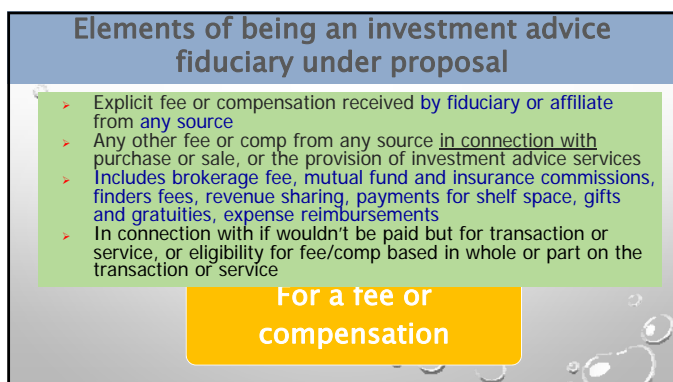 Elements of being an investment advice
fiduciary under proposal
➢ Explicit fee or compensation received by fiduciary or affiliate
from any source
➢ Any other fee or comp from any source in connection with
purchase or sale, or the provision of investment advice services
➢ Includes brokerage fee, mutual fund and insurance commissions,
finders fees, revenue sharing, payments for shelf space, gifts
and gratuities, expense reimbursements
➢ In connection with if wouldn't be paid but for transaction or
service, or eligibility for fee/comp based in whole or part on the
transaction or service
For a fee or
compensation